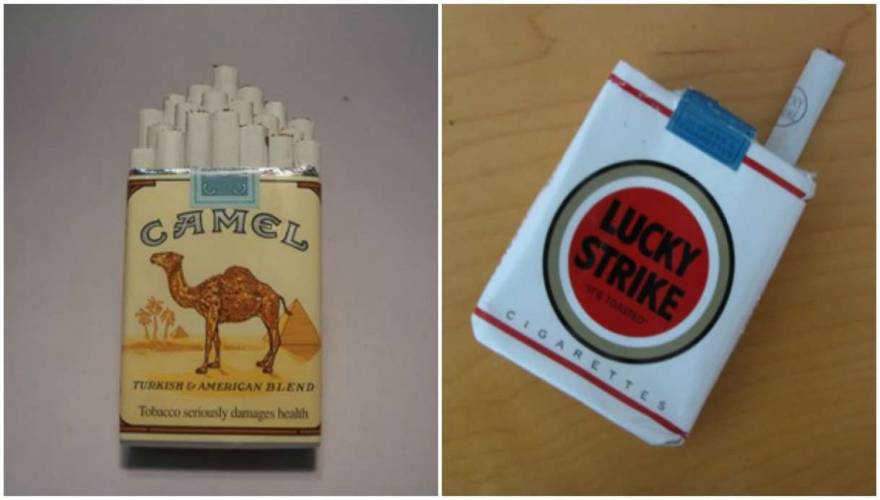 CAMEL
TURKISH & AMERICAN BLEND
Tobacco seriously damages health
LUCKY
STRIKE
"IT'S TOASTED"
CIGARETTES